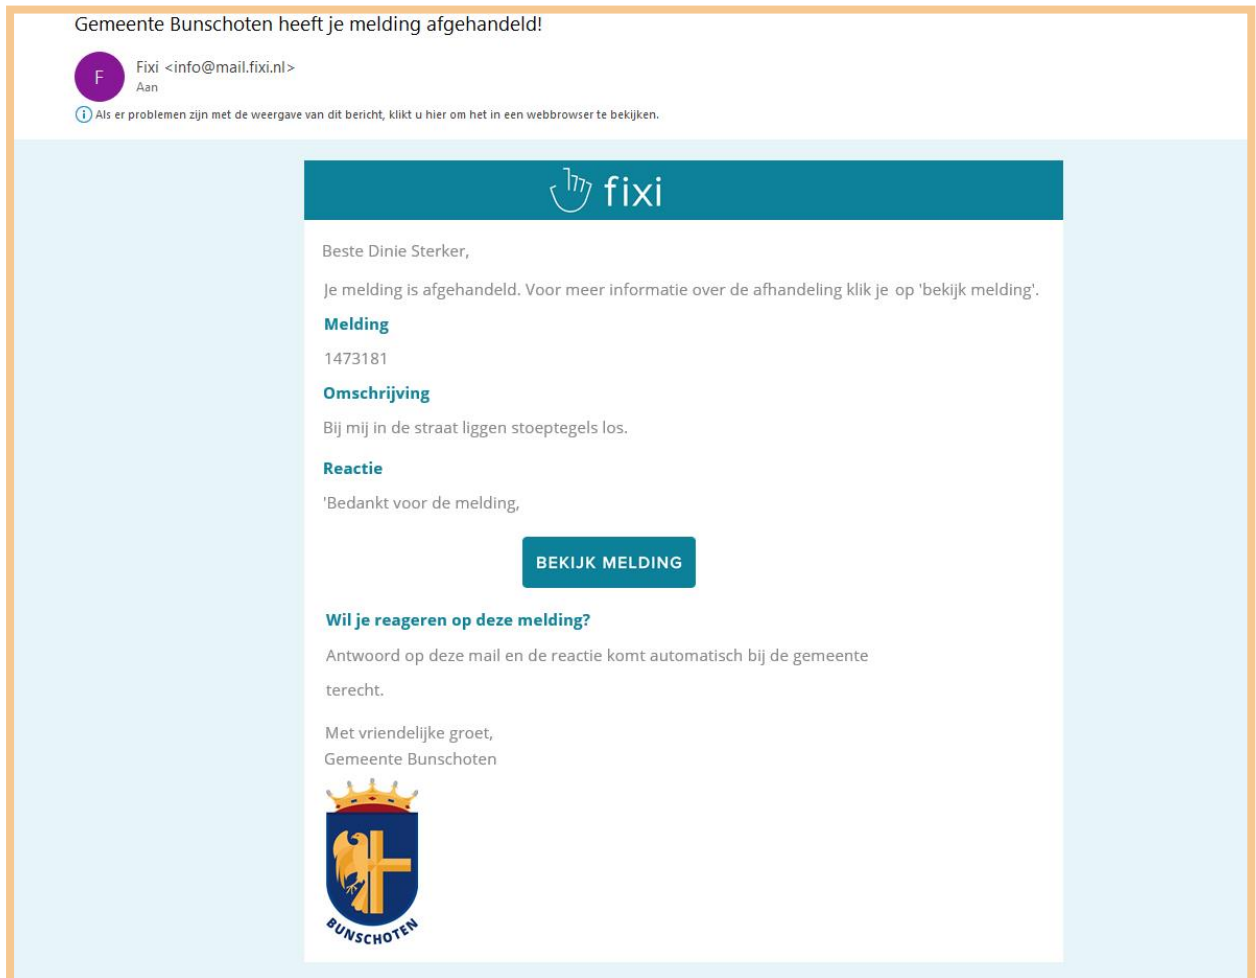 Gemeente Bunschoten heeft je melding afgehandeld!
F
Fixi <info@mail.fixi.nl>
Aan
Als er problemen zijn met de weergave van dit bericht, klikt u hier om het in een webbrowser te bekijken.
fixi
Beste Dinie Sterker,
Je melding is afgehandeld. Voor meer informatie over de afhandeling klik je op 'bekijk melding'.
Melding
1473181
Omschrijving
Bij mij in de straat liggen stoeptegels los.
Reactie
'Bedankt voor de melding,
BEKIJK MELDING
Wil je reageren op deze melding?
Antwoord op deze mail en de reactie komt automatisch bij de gemeente
terecht.
Met vriendelijke groet,
Gemeente Bunschoten
BUNSCHOTEN